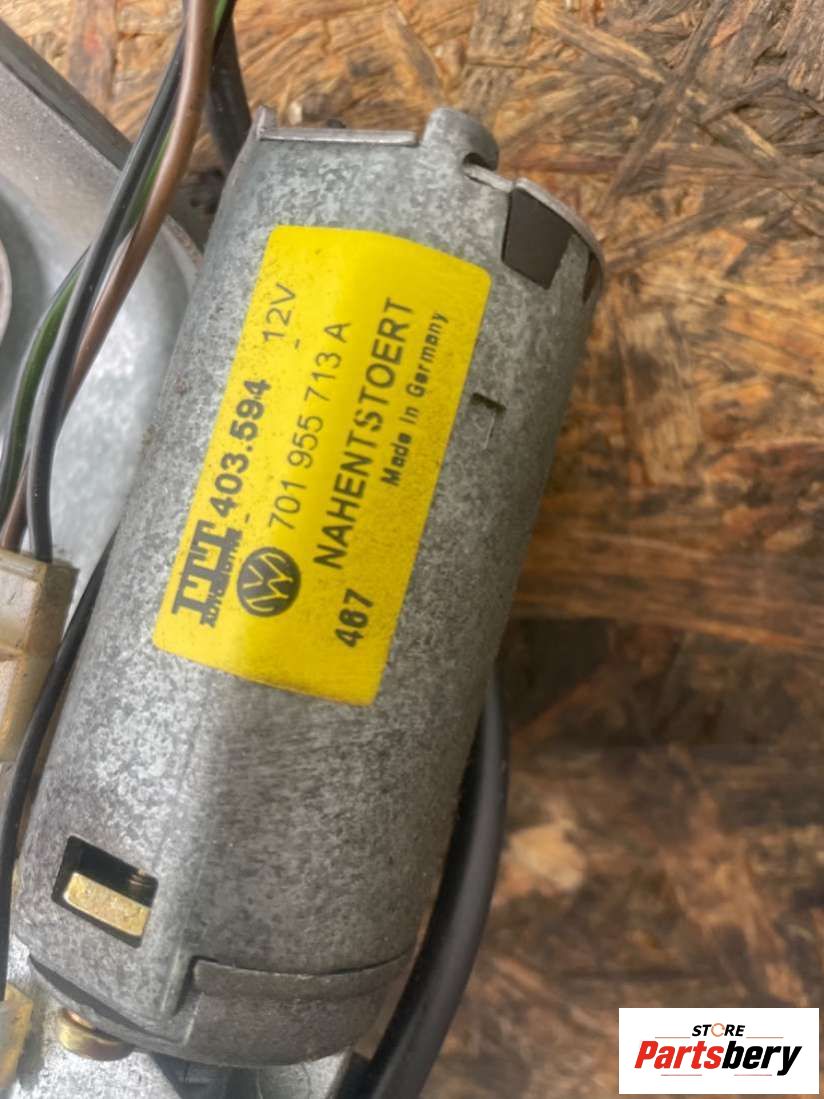 ITT 403.594 12V
701 955 713 A
NAHENTSTOERT
467 Made in Germany
STORE
Partsbery